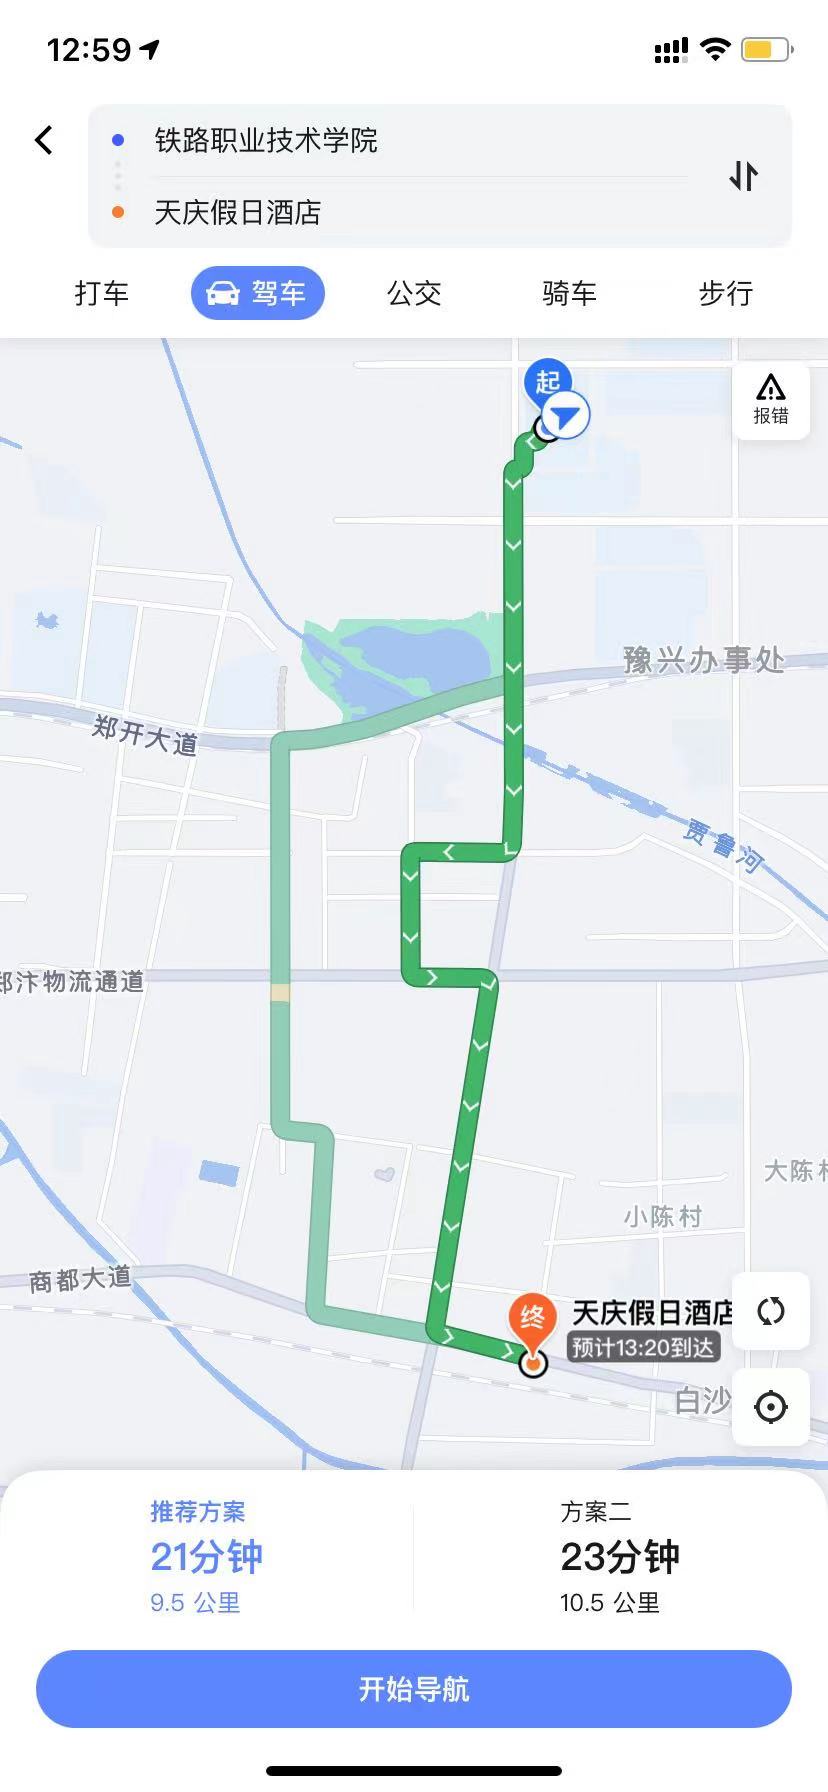 12:59
铁路职业技术学院
天庆假日酒店
打车
驾车
公交
骑车
步行
起
报错
豫兴办事处
郑开大道
贾鲁河
郑汴物流通道
大陈村
小陈村
商都大道
终
天庆假日酒店
预计13:20到达
白沙
推荐方案
21分钟
9.5 公里
方案二
23分钟
10.5 公里
开始导航